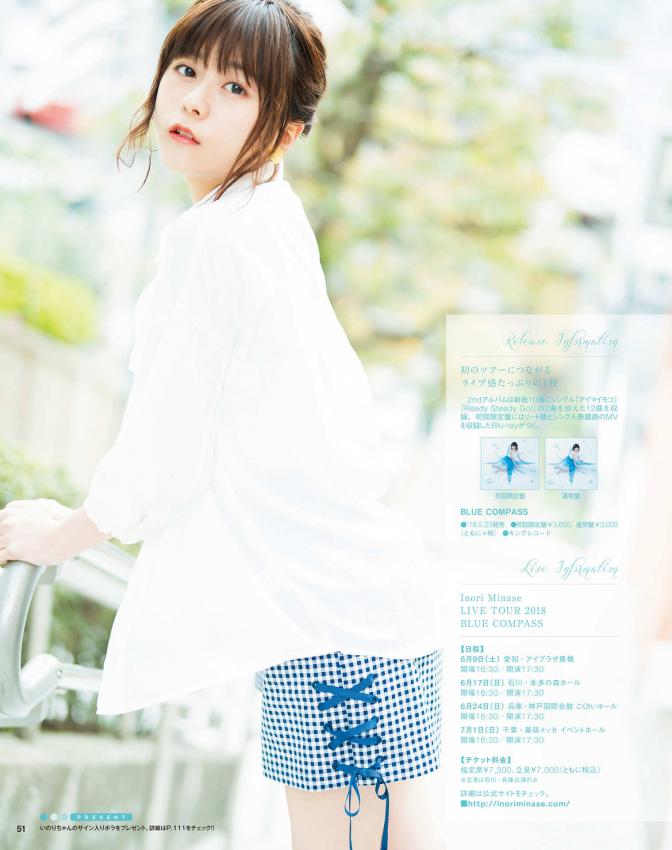 Release Information
初のツアーにつながる
ライブ感たっぷりの1枚
2ndアルバムは新曲10曲にシングル「アイマイモコ」
「Ready Steady Go!」の2曲を加えた12曲を収
録。初回限定盤にはリード曲とシングル表題曲のMV
を収録したBlu-rayがつく。
初回限定盤
通常盤
BLUE COMPASS
●'18.5.23発売 ●初回限定盤¥3,600、通常盤¥3,000
(ともに+税) ●キングレコード
Live Information
Inori Minase
LIVE TOUR 2018
BLUE COMPASS
【日程】
6月9日(土) 愛知・アイプラザ豊橋
開場16:30/開演17:30
6月17日(日) 石川・本多の森ホール
開場16:30/開演17:30
6月24日(日) 兵庫・神戸国際会館 こくさいホール
開場16:30/開演17:30
7月1日(日) 千葉・幕張メッセ イベントホール
開場16:30/開演17:30
【チケット料金】
指定席¥7,300、立見¥7,000(ともに税込)
※立見は石川・兵庫公演のみ
詳細は公式サイトをチェック。
■http://inoriminase.com/
PRESENT
51 いのりちゃんのサイン入りポラをプレゼント。詳細はP.111をチェック!!